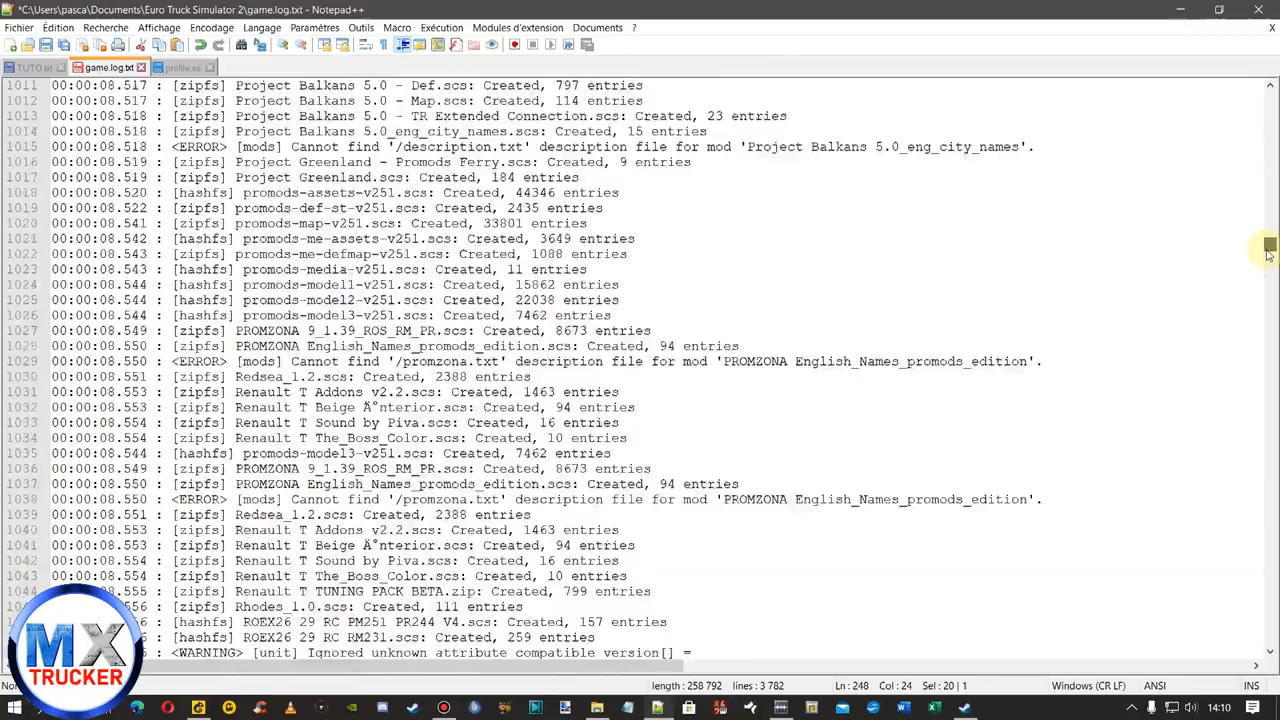 *C:\Users\pasca\Documents\Euro Truck Simulator 2\game.log.txt - Notepad++
Fichier Édition Recherche Affichage Encodage Langage Paramètres Outils Macro Exécution Modules d'extension Documents ? X
TUTO.txt game.log.txt profile.sii
1011 00:00:08.517 : [zipfs] Project Balkans 5.0 - Def.scs: Created, 797 entries
1012 00:00:08.517 : [zipfs] Project Balkans 5.0 - Map.scs: Created, 114 entries
1013 00:00:08.518 : [zipfs] Project Balkans 5.0 - TR Extended Connection.scs: Created, 23 entries
1014 00:00:08.518 : [zipfs] Project Balkans 5.0_eng_city_names.scs: Created, 15 entries
1015 00:00:08.518 : <ERROR> [mods] Cannot find '/description.txt' description file for mod 'Project Balkans 5.0_eng_city_names'.
1016 00:00:08.519 : [zipfs] Project Greenland - Promods Ferry.scs: Created, 9 entries
1017 00:00:08.519 : [zipfs] Project Greenland.scs: Created, 184 entries
1018 00:00:08.520 : [hashfs] promods-assets-v251.scs: Created, 44346 entries
1019 00:00:08.522 : [zipfs] promods-def-st-v251.scs: Created, 2435 entries
1020 00:00:08.541 : [zipfs] promods-map-v251.scs: Created, 33801 entries
1021 00:00:08.542 : [hashfs] promods-me-assets-v251.scs: Created, 3649 entries
1022 00:00:08.543 : [zipfs] promods-me-defmap-v251.scs: Created, 1088 entries
1023 00:00:08.543 : [hashfs] promods-media-v251.scs: Created, 11 entries
1024 00:00:08.544 : [hashfs] promods-model1-v251.scs: Created, 15862 entries
1025 00:00:08.544 : [hashfs] promods-model2-v251.scs: Created, 22038 entries
1026 00:00:08.544 : [hashfs] promods-model3-v251.scs: Created, 7462 entries
1027 00:00:08.549 : [zipfs] PROMZONA 9_1.39_ROS_RM_PR.scs: Created, 8673 entries
1028 00:00:08.550 : [zipfs] PROMZONA English_Names_promods_edition.scs: Created, 94 entries
1029 00:00:08.550 : <ERROR> [mods] Cannot find '/promzona.txt' description file for mod 'PROMZONA English_Names_promods_edition'.
1030 00:00:08.551 : [zipfs] Redsea_1.2.scs: Created, 2388 entries
1031 00:00:08.553 : [zipfs] Renault T Addons v2.2.scs: Created, 1463 entries
1032 00:00:08.553 : [zipfs] Renault T Beige Ä°nterior.scs: Created, 94 entries
1033 00:00:08.554 : [zipfs] Renault T Sound by Piva.scs: Created, 16 entries
1034 00:00:08.554 : [zipfs] Renault T The_Boss_Color.scs: Created, 10 entries
1035 00:00:08.544 : [hashfs] promods-model3-v251.scs: Created, 7462 entries
1036 00:00:08.549 : [zipfs] PROMZONA 9_1.39_ROS_RM_PR.scs: Created, 8673 entries
1037 00:00:08.550 : [zipfs] PROMZONA English_Names_promods_edition.scs: Created, 94 entries
1038 00:00:08.550 : <ERROR> [mods] Cannot find '/promzona.txt' description file for mod 'PROMZONA English_Names_promods_edition'.
1039 00:00:08.551 : [zipfs] Redsea_1.2.scs: Created, 2388 entries
1040 00:00:08.553 : [zipfs] Renault T Addons v2.2.scs: Created, 1463 entries
1041 00:00:08.553 : [zipfs] Renault T Beige Ä°nterior.scs: Created, 94 entries
1042 00:00:08.554 : [zipfs] Renault T Sound by Piva.scs: Created, 16 entries
1043 00:00:08.554 : [zipfs] Renault T The_Boss_Color.scs: Created, 10 entries
1044 00:00:08.555 : [zipfs] Renault T TUNING PACK BETA.zip: Created, 799 entries
: [zipfs] Rhodes_1.0.scs: Created, 111 entries
: [hashfs] ROEX26 29 RC PM251 PR244 V4.scs: Created, 157 entries
: [hashfs] ROEX26 29 RC RM231.scs: Created, 259 entries
: <WARNING> [unit] Ignored unknown attribute compatible version[] =
MX
TRUCKER
length : 258 792 lines : 3 782 Ln : 248 Col : 24 Sel : 20 | 1 Windows (CR LF) ANSI INS
14:10